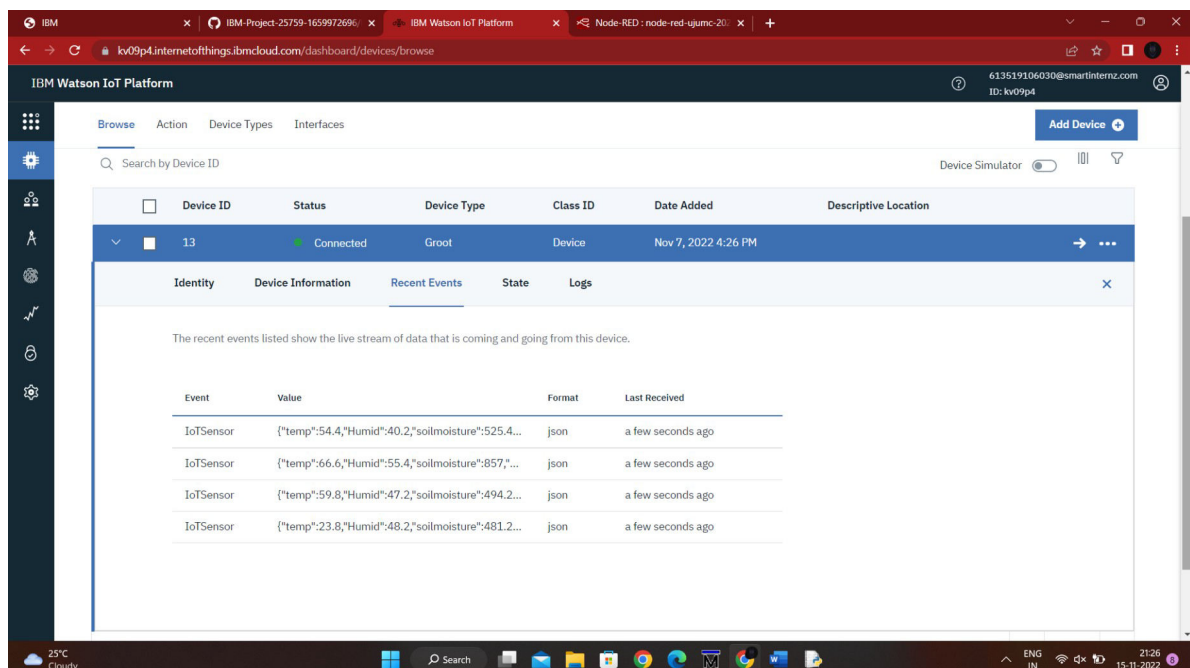 IBM
IBM-Project-25759-1659972696/
IBM Watson IoT Platform
Node-RED : node-red-ujumc-202
kv09p4.internetofthings.ibmcloud.com/dashboard/devices/browse
IBM Watson IoT Platform
613519106030@smartinternz.com
ID: kv09p4
Browse Action Device Types Interfaces
Add Device
Search by Device ID
Device Simulator
Device ID Status Device Type Class ID Date Added Descriptive Location
13 Connected Groot Device Nov 7, 2022 4:26 PM
Identity Device Information Recent Events State Logs
The recent events listed show the live stream of data that is coming and going from this device.
Event Value Format Last Received
IoTSensor {"temp":54.4,"Humid":40.2,"soilmoisture":525.4... json a few seconds ago
IoTSensor {"temp":66.6,"Humid":55.4,"soilmoisture":857,"... json a few seconds ago
IoTSensor {"temp":59.8,"Humid":47.2,"soilmoisture":494.2... json a few seconds ago
IoTSensor {"temp":23.8,"Humid":48.2,"soilmoisture":481.2... json a few seconds ago
25°C
Cloudy
Search
ENG
IN
21:26
15-11-2022
8